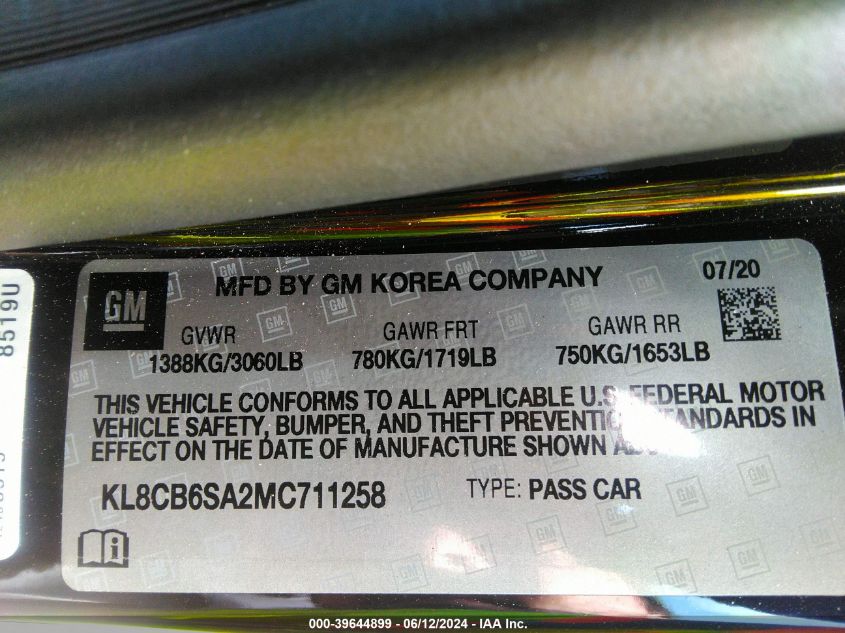 GM
MFD BY GM KOREA COMPANY
07/20
GVWR
1388KG/3060LB
GAWR FRT
780KG/1719LB
GAWR RR
750KG/1653LB
THIS VEHICLE CONFORMS TO ALL APPLICABLE U.S. FEDERAL MOTOR
VEHICLE SAFETY, BUMPER, AND THEFT PREVENTION STANDARDS IN
EFFECT ON THE DATE OF MANUFACTURE SHOWN
KL8CB6SA2MC711258
TYPE: PASS CAR
8519U
000-39644899 - 06/12/2024 - IAA Inc.